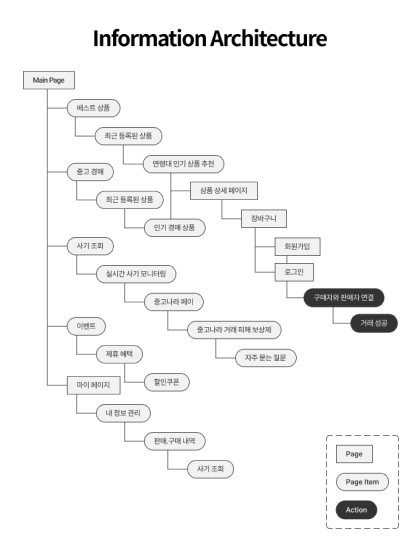 Information Architecture
Main Page
베스트 상품
최근 등록된 상품
연령대 인기 상품 추천
중고 경매
상품 상세 페이지
최근 등록된 상품
장바구니
인기 경매 상품
사기 조회
회원가입
실시간 사기 모니터링
로그인
중고나라 페이
구매자와 판매자 연결
이벤트
중고나라 거래 피해 보상제
거래 성공
제휴 혜택
자주 묻는 질문
마이 페이지
할인쿠폰
내 정보 관리
판매,구매 내역
사기 조회
Page
Page Item
Action